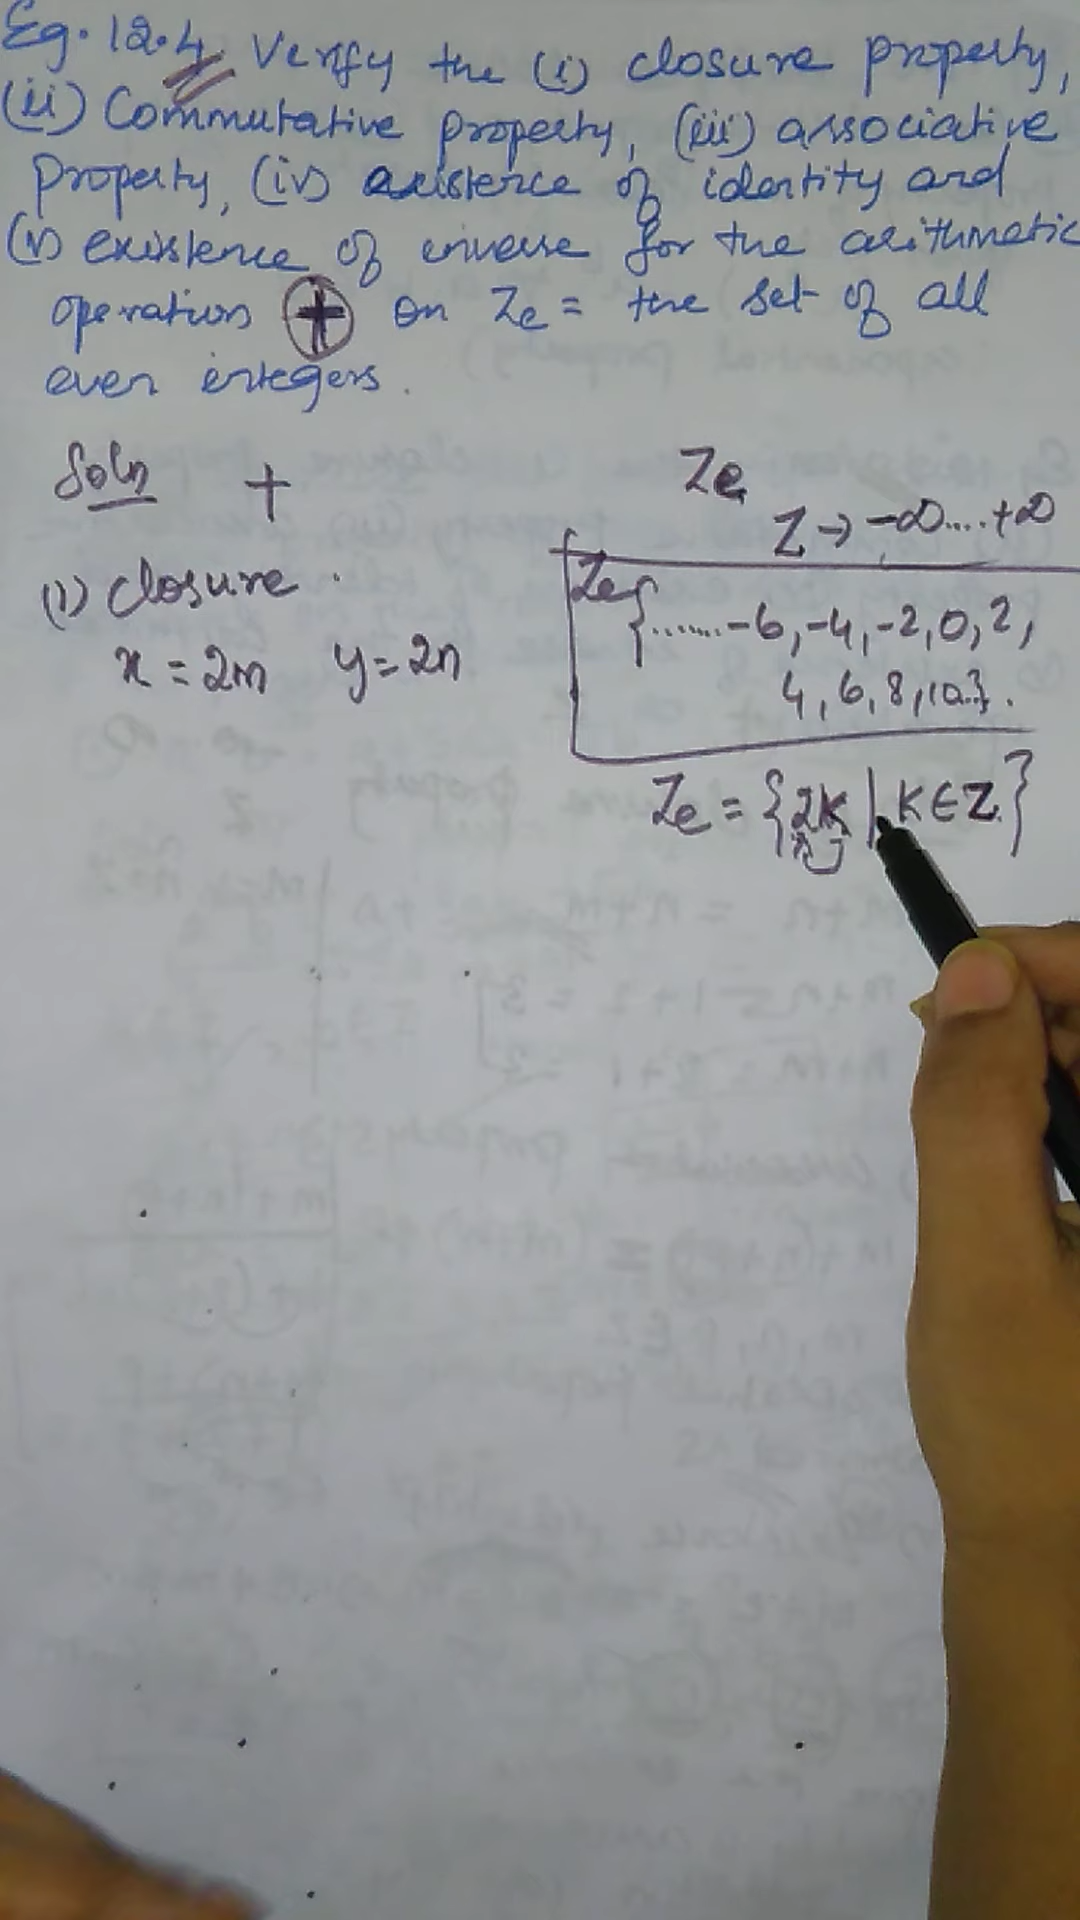 Eg. 12.4 Verify the (i) closure property,
(ii) Commutative property, (iii) associative
Property, (iv) existence of identity and
(v) existence of inverse for the arithmetic
operation + on Ze = the set of all
even integers.
Soln +
Ze
Z → -∞....+∞
(1) closure.
x = 2m y = 2n
Ze {.......-6, -4, -2, 0, 2,
4, 6, 8, 10..}.
Ze = {2K | K ∈ Z}